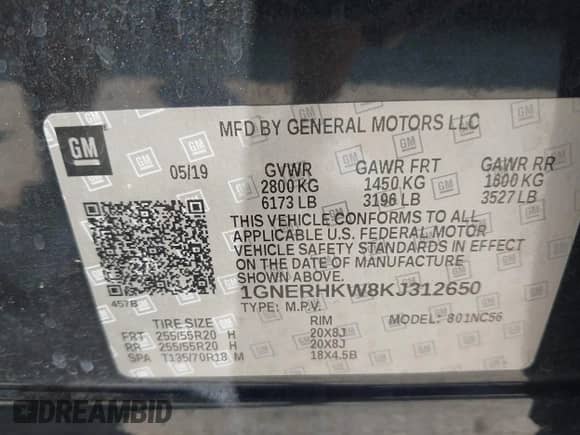 GM
MFD BY GENERAL MOTORS LLC
05/19 GVWR GAWR FRT GAWR RR
2800 KG 1450 KG 1600 KG
6173 LB 3196 LB 3527 LB
THIS VEHICLE CONFORMS TO ALL
APPLICABLE U.S. FEDERAL MOTOR
VEHICLE SAFETY STANDARDS IN EFFECT
ON THE DATE OF MANUFACTURE
SHOWN ABOVE.
1GNERHKW8KJ312650
457B
TYPE: M.P.V. MODEL: 801NC56
TIRE SIZE RIM
FRT 255/55R20 H 20X8J
RR 255/55R20 H 20X8J
SPA T135/70R18 M 18X4.5B
DREAMBID